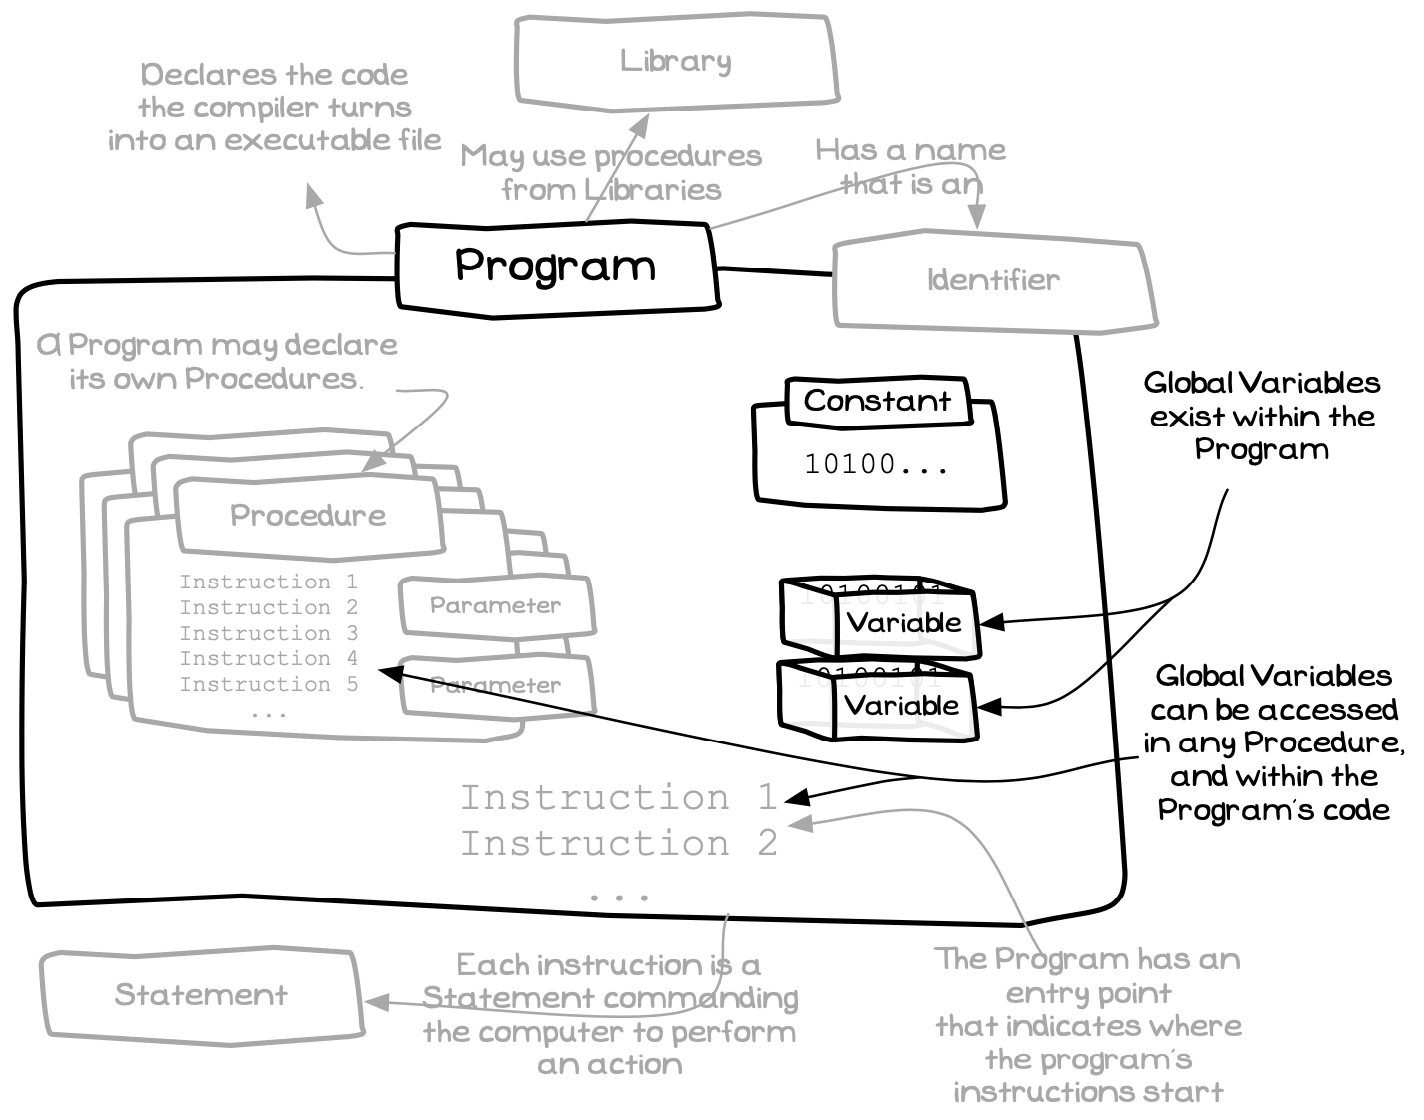 Library
Declares the code
the compiler turns
into an executable file
May use procedures
from Libraries
Has a name
that is an
Program
Identifier
A Program may declare
its own Procedures.
Global Variables
exist within the
Program
Constant
10100...
Procedure
Instruction 1
Instruction 2
Instruction 3
Instruction 4
Instruction 5
...
Parameter
Parameter
10100101
Variable
10100101
Variable
Global Variables
can be accessed
in any Procedure,
and within the
Program's code
Instruction 1
Instruction 2
...
Statement
Each instruction is a
Statement commanding
the computer to perform
an action
The Program has an
entry point
that indicates where
the program's
instructions start